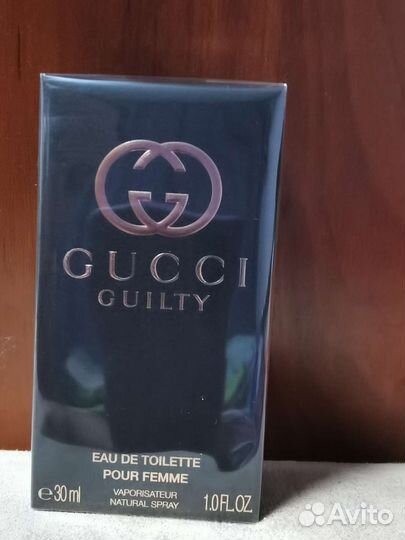 GUCCI
GUILTY
EAU DE TOILETTE
POUR FEMME
VAPORISATEUR
NATURAL SPRAY
℮ 30 ml 1.0 FL.OZ.
Avito